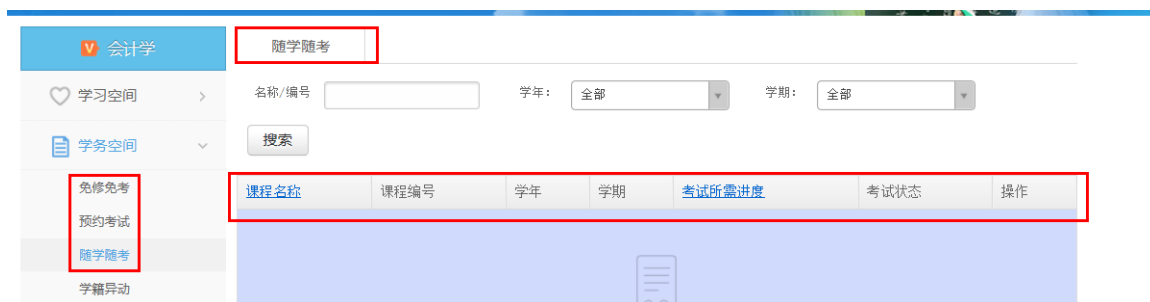 V 会计学
随学随考
学习空间
名称/编号 学年： 全部 学期： 全部
学务空间
搜索
免修免考
课程名称 课程编号 学年 学期 考试所需进度 考试状态 操作
预约考试
随学随考
学籍异动